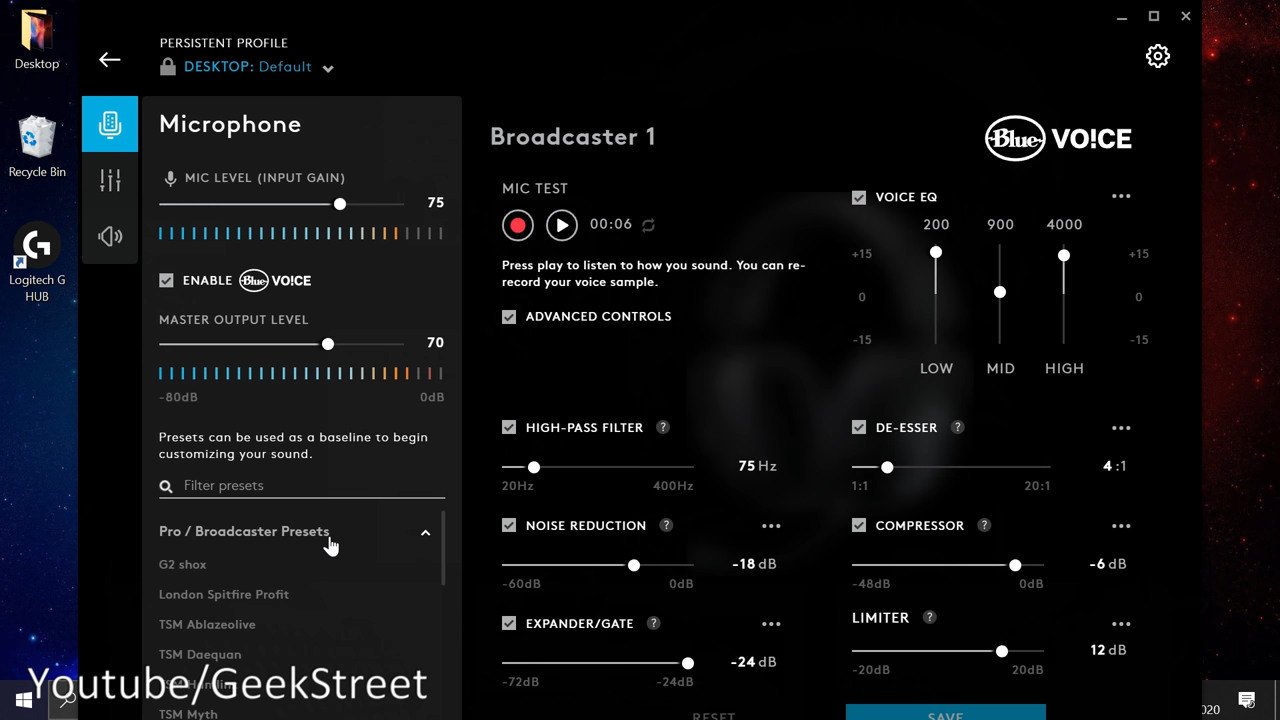 Desktop
Recycle Bin
Logitech G
HUB
PERSISTENT PROFILE
DESKTOP: Default
Microphone
MIC LEVEL (INPUT GAIN)
75
ENABLE Blue VO!CE
MASTER OUTPUT LEVEL
70
-80dB 0dB
Presets can be used as a baseline to begin
customizing your sound.
Filter presets
Pro / Broadcaster Presets
G2 shox
London Spitfire Profit
TSM Ablazeolive
TSM Daequan
TSM Myth
Broadcaster 1
Blue VO!CE
MIC TEST
00:06
Press play to listen to how you sound. You can re-
record your voice sample.
ADVANCED CONTROLS
VOICE EQ
200 900 4000
+15 +15
0 0
-15 -15
LOW MID HIGH
HIGH-PASS FILTER ?
75 Hz
20Hz 400Hz
DE-ESSER ?
4 :1
1:1 20:1
NOISE REDUCTION ?
-18 dB
-60dB 0dB
COMPRESSOR ?
-6 dB
-48dB 0dB
EXPANDER/GATE ?
-24 dB
-72dB -24dB
LIMITER ?
12 dB
-20dB 20dB
RESET
SAVE
Youtube/GeekStreet
020